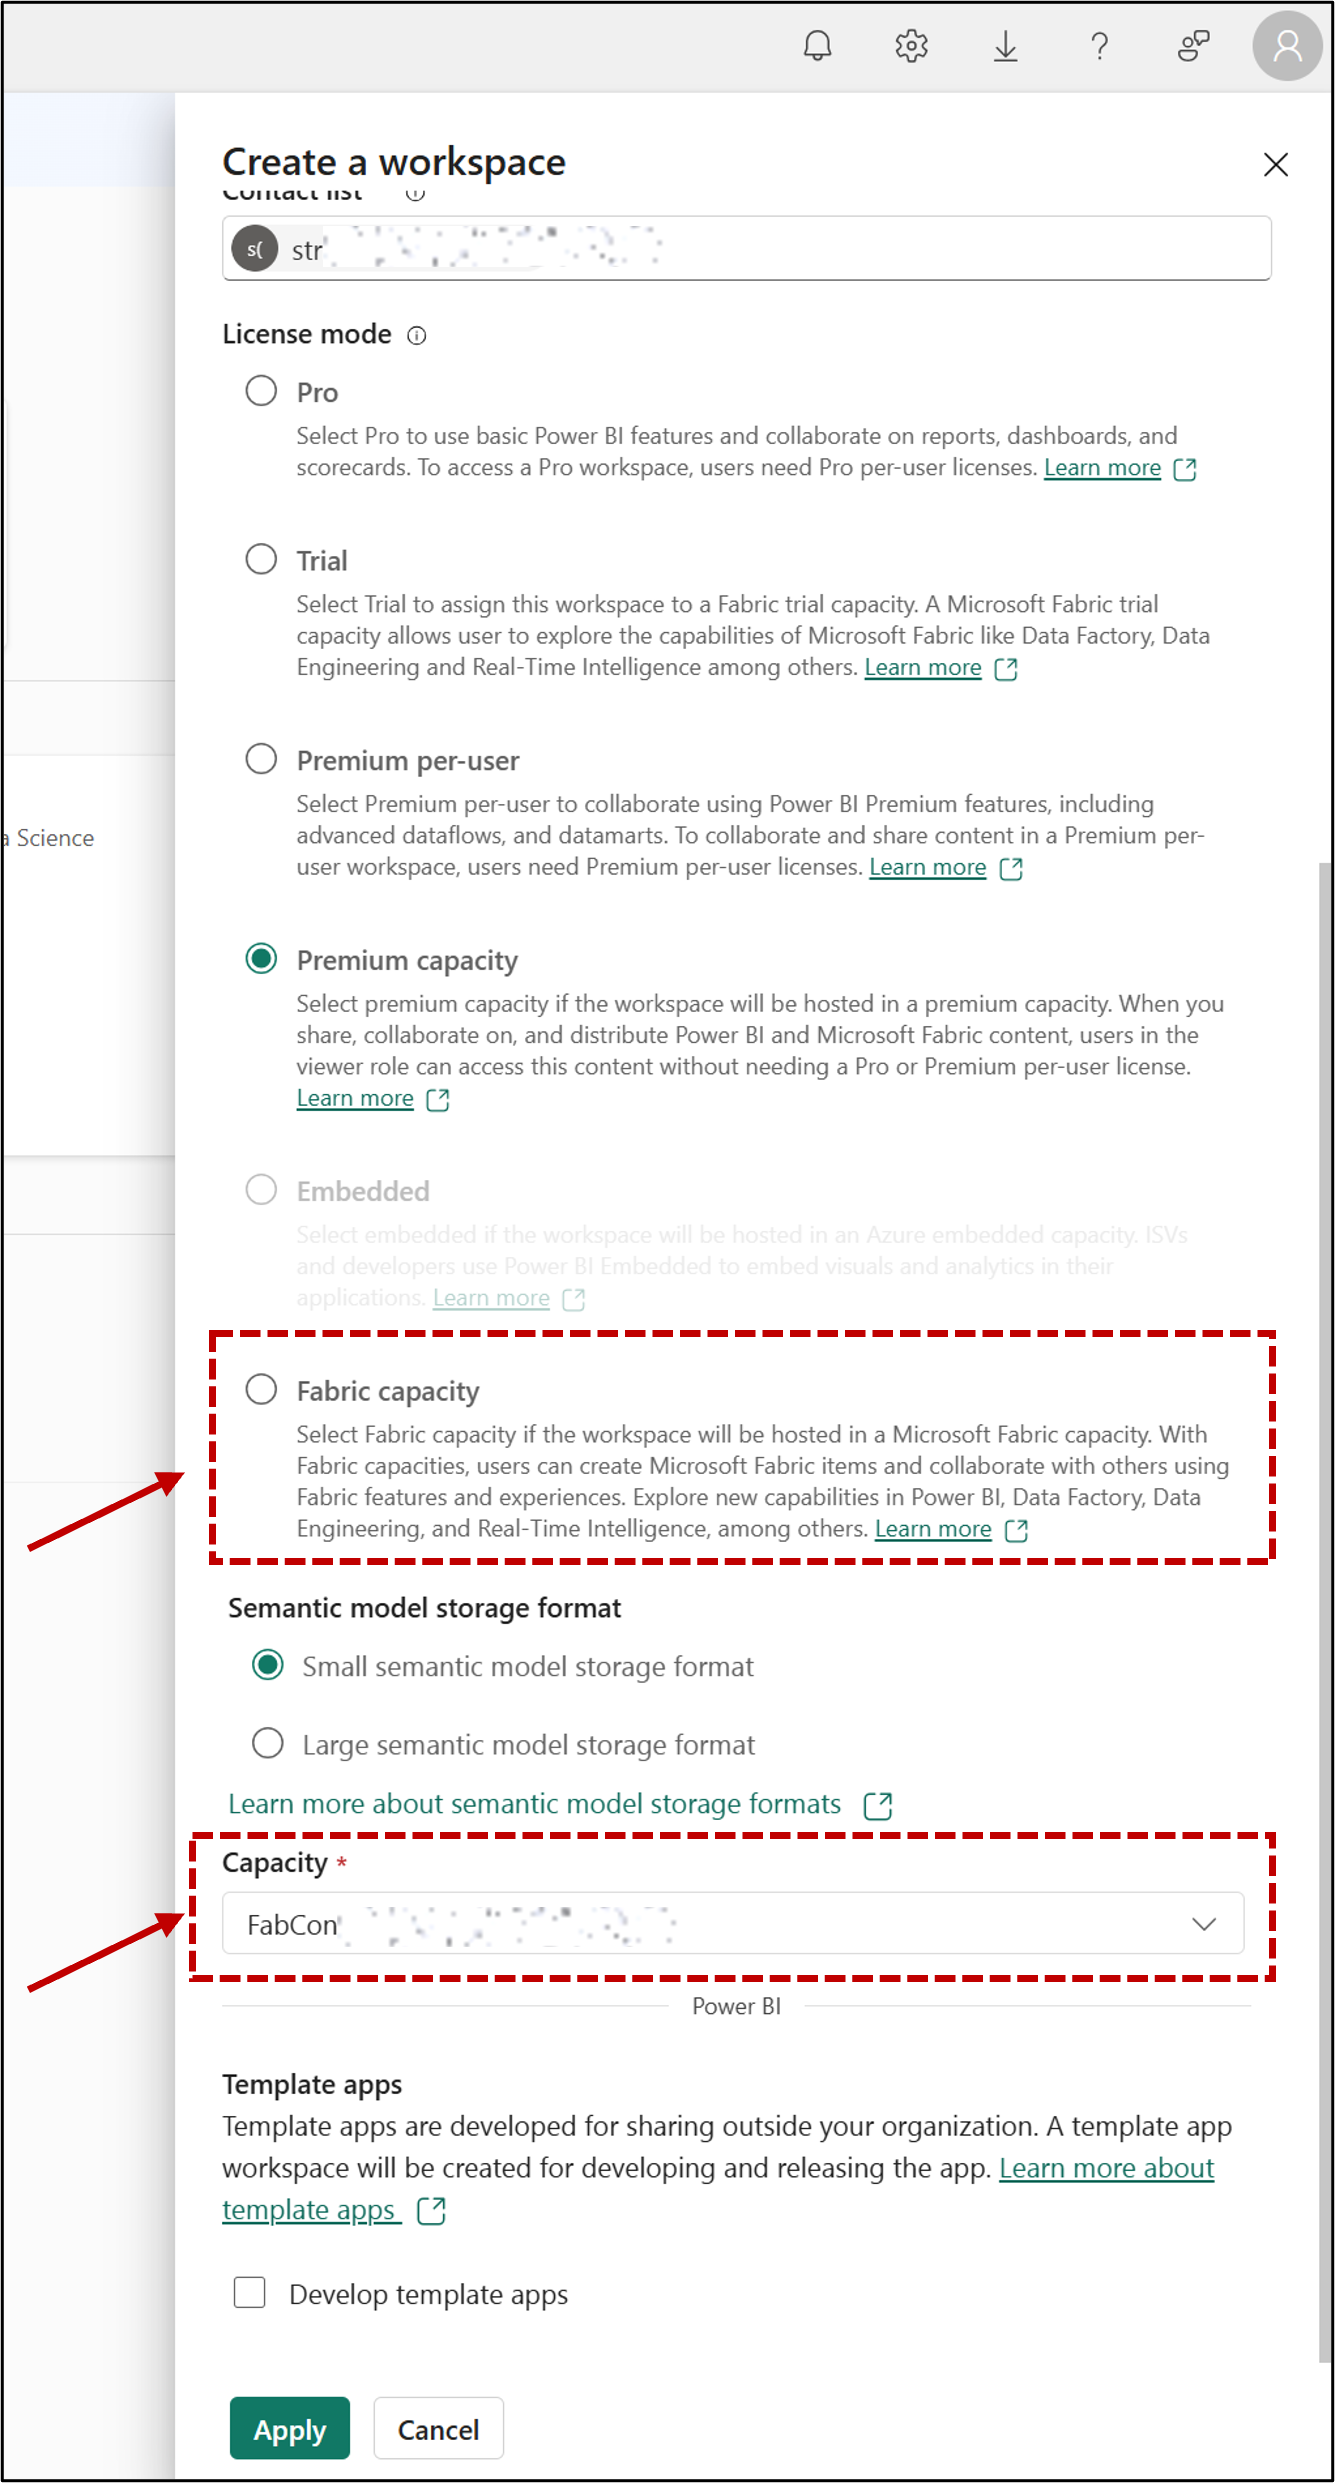 Create a workspace
Contact list
s(
str
License mode
Pro
Select Pro to use basic Power BI features and collaborate on reports, dashboards, and
scorecards. To access a Pro workspace, users need Pro per-user licenses. Learn more
Trial
Select Trial to assign this workspace to a Fabric trial capacity. A Microsoft Fabric trial
capacity allows user to explore the capabilities of Microsoft Fabric like Data Factory, Data
Engineering and Real-Time Intelligence among others. Learn more
Premium per-user
Select Premium per-user to collaborate using Power BI Premium features, including
advanced dataflows, and datamarts. To collaborate and share content in a Premium per-
user workspace, users need Premium per-user licenses. Learn more
a Science
Premium capacity
Select premium capacity if the workspace will be hosted in a premium capacity. When you
share, collaborate on, and distribute Power BI and Microsoft Fabric content, users in the
viewer role can access this content without needing a Pro or Premium per-user license.
Learn more
Embedded
Select embedded if the workspace will be hosted in an Azure embedded capacity. ISVs
and developers use Power BI Embedded to embed visuals and analytics in their
applications. Learn more
Fabric capacity
Select Fabric capacity if the workspace will be hosted in a Microsoft Fabric capacity. With
Fabric capacities, users can create Microsoft Fabric items and collaborate with others using
Fabric features and experiences. Explore new capabilities in Power BI, Data Factory, Data
Engineering, and Real-Time Intelligence, among others. Learn more
Semantic model storage format
Small semantic model storage format
Large semantic model storage format
Learn more about semantic model storage formats
Capacity *
FabCon
Power BI
Template apps
Template apps are developed for sharing outside your organization. A template app
workspace will be created for developing and releasing the app. Learn more about
template apps
Develop template apps
Apply
Cancel